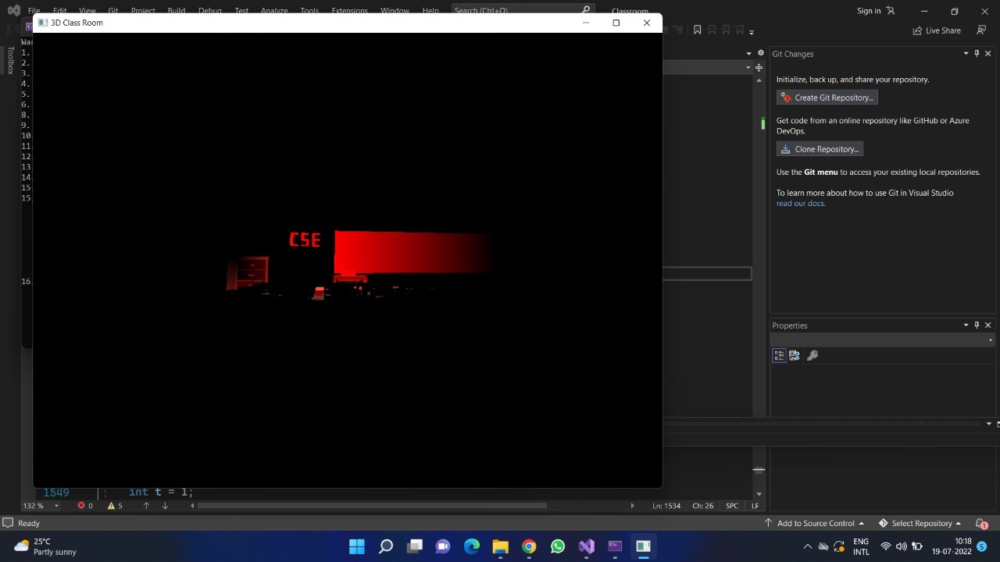 File Edit View Git Project Build Debug Test Analyze Tools Extensions Window Help Search (Ctrl+Q) Classroom Sign in
3D Class Room
Live Share
Toolbox
War
1.
2.
3.
4.
5.
6.
8.
9.
10.
11.
12.
13.
14.
15.
15.
16.
CSE
Git Changes
Initialize, back up, and share your repository.
Create Git Repository...
Get code from an online repository like GitHub or Azure
DevOps.
Clone Repository...
Use the Git menu to access your existing local repositories.
To learn more about how to use Git in Visual Studio
read our docs.
Properties
1549 int t = 1;
132 % 0 5 Ln: 1534 Ch: 26 SPC LF
Ready Add to Source Control Select Repository 1
25°C
Partly sunny
ENG
INTL
18:18
13-07-2022
5